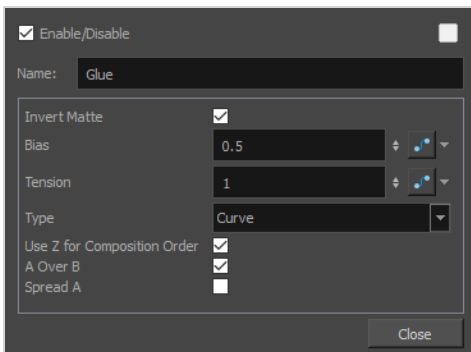 Enable/Disable
Name: Glue
Invert Matte
Bias 0.5
Tension 1
Type Curve
Use Z for Composition Order
A Over B
Spread A
Close